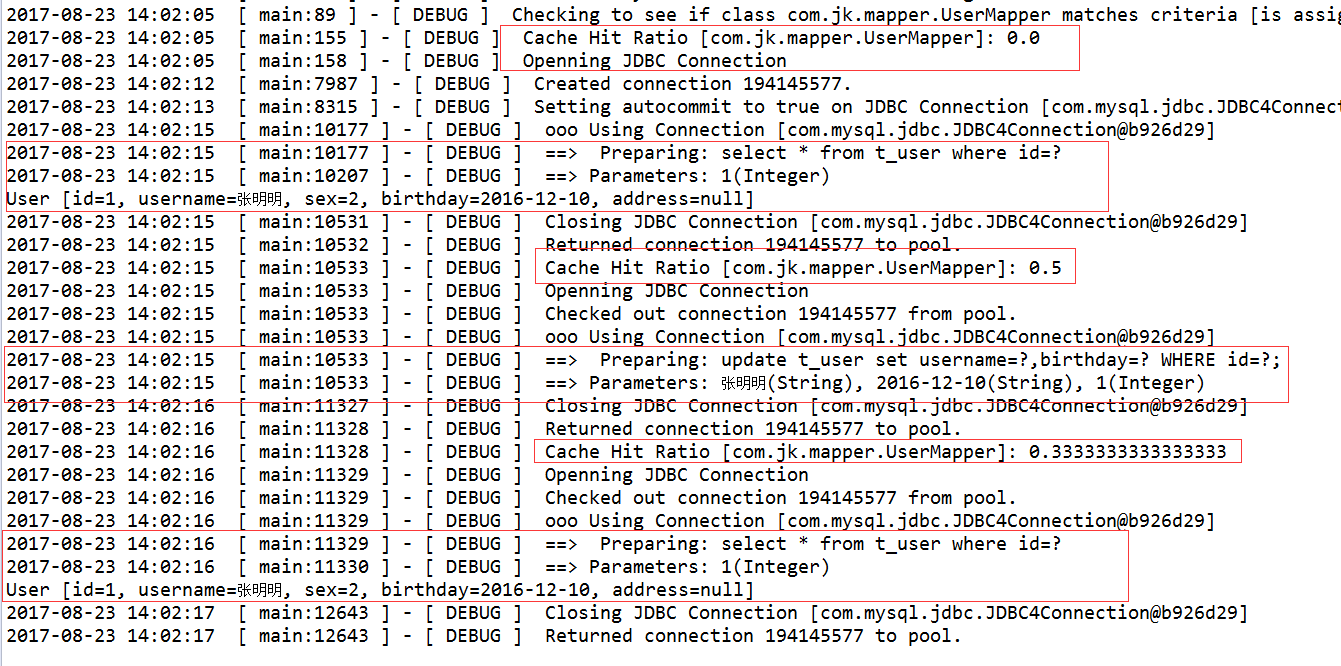 2017-08-23 14:02:05 [ main:89 ] - [ DEBUG ] Checking to see if class com.jk.mapper.UserMapper matches criteria [is assig
2017-08-23 14:02:05 [ main:155 ] - [ DEBUG ] Cache Hit Ratio [com.jk.mapper.UserMapper]: 0.0
2017-08-23 14:02:05 [ main:158 ] - [ DEBUG ] Openning JDBC Connection
2017-08-23 14:02:12 [ main:7987 ] - [ DEBUG ] Created connection 194145577.
2017-08-23 14:02:13 [ main:8315 ] - [ DEBUG ] Setting autocommit to true on JDBC Connection [com.mysql.jdbc.JDBC4Connect
2017-08-23 14:02:15 [ main:10177 ] - [ DEBUG ] ooo Using Connection [com.mysql.jdbc.JDBC4Connection@b926d29]
2017-08-23 14:02:15 [ main:10177 ] - [ DEBUG ] ==> Preparing: select * from t_user where id=?
2017-08-23 14:02:15 [ main:10207 ] - [ DEBUG ] ==> Parameters: 1(Integer)
User [id=1, username=张明明, sex=2, birthday=2016-12-10, address=null]
2017-08-23 14:02:15 [ main:10531 ] - [ DEBUG ] Closing JDBC Connection [com.mysql.jdbc.JDBC4Connection@b926d29]
2017-08-23 14:02:15 [ main:10532 ] - [ DEBUG ] Returned connection 194145577 to pool.
2017-08-23 14:02:15 [ main:10533 ] - [ DEBUG ] Cache Hit Ratio [com.jk.mapper.UserMapper]: 0.5
2017-08-23 14:02:15 [ main:10533 ] - [ DEBUG ] Openning JDBC Connection
2017-08-23 14:02:15 [ main:10533 ] - [ DEBUG ] Checked out connection 194145577 from pool.
2017-08-23 14:02:15 [ main:10533 ] - [ DEBUG ] ooo Using Connection [com.mysql.jdbc.JDBC4Connection@b926d29]
2017-08-23 14:02:15 [ main:10533 ] - [ DEBUG ] ==> Preparing: update t_user set username=?,birthday=? WHERE id=?;
2017-08-23 14:02:15 [ main:10533 ] - [ DEBUG ] ==> Parameters: 张明明(String), 2016-12-10(String), 1(Integer)
2017-08-23 14:02:16 [ main:11327 ] - [ DEBUG ] Closing JDBC Connection [com.mysql.jdbc.JDBC4Connection@b926d29]
2017-08-23 14:02:16 [ main:11328 ] - [ DEBUG ] Returned connection 194145577 to pool.
2017-08-23 14:02:16 [ main:11328 ] - [ DEBUG ] Cache Hit Ratio [com.jk.mapper.UserMapper]: 0.3333333333333333
2017-08-23 14:02:16 [ main:11329 ] - [ DEBUG ] Openning JDBC Connection
2017-08-23 14:02:16 [ main:11329 ] - [ DEBUG ] Checked out connection 194145577 from pool.
2017-08-23 14:02:16 [ main:11329 ] - [ DEBUG ] ooo Using Connection [com.mysql.jdbc.JDBC4Connection@b926d29]
2017-08-23 14:02:16 [ main:11329 ] - [ DEBUG ] ==> Preparing: select * from t_user where id=?
2017-08-23 14:02:16 [ main:11330 ] - [ DEBUG ] ==> Parameters: 1(Integer)
User [id=1, username=张明明, sex=2, birthday=2016-12-10, address=null]
2017-08-23 14:02:17 [ main:12643 ] - [ DEBUG ] Closing JDBC Connection [com.mysql.jdbc.JDBC4Connection@b926d29]
2017-08-23 14:02:17 [ main:12643 ] - [ DEBUG ] Returned connection 194145577 to pool.